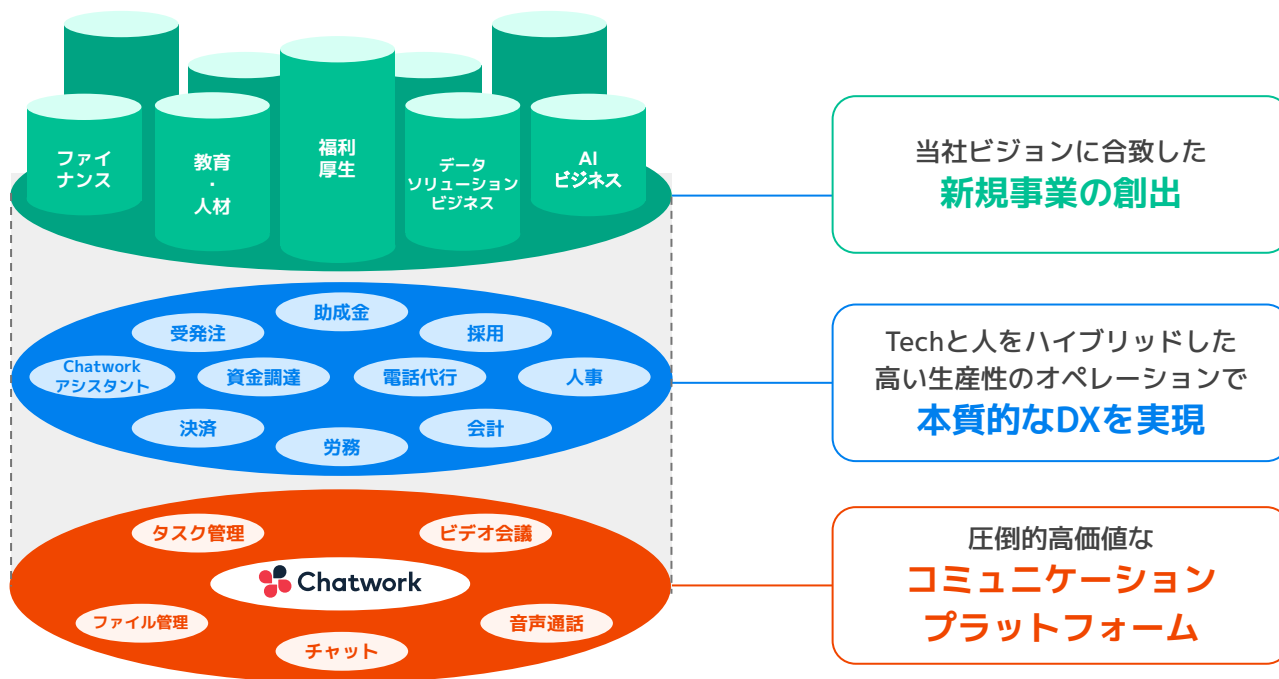 ファイ
ナンス
教育
・
人材
福利
厚生
データ
ソリューション
ビジネス
AI
ビジネス
当社ビジョンに合致した
新規事業の創出
助成金
受発注
採用
Chatwork
アシスタント
資金調達
電話代行
人事
決済
会計
労務
Techと人をハイブリッドした
高い生産性のオペレーションで
本質的なDXを実現
タスク管理
ビデオ会議
Chatwork
ファイル管理
音声通話
チャット
圧倒的高価値な
コミュニケーション
プラットフォーム